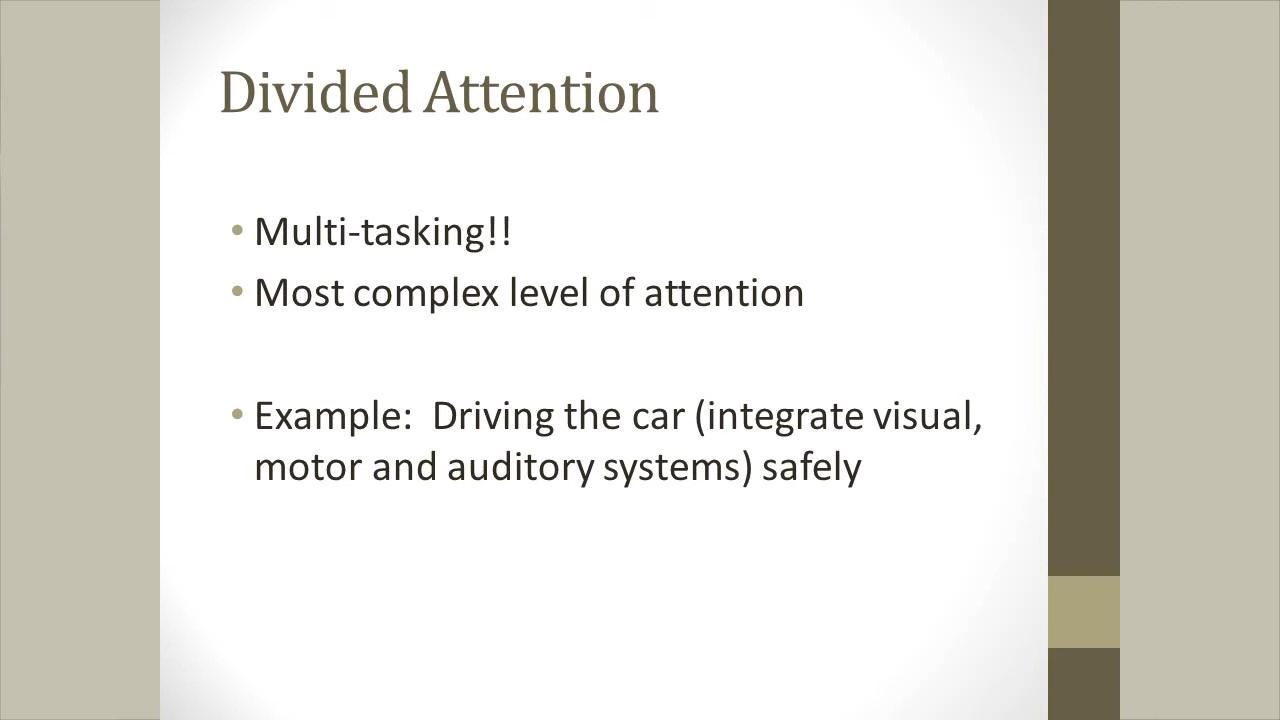 Divided Attention
• Multi-tasking!!
• Most complex level of attention
• Example:  Driving the car (integrate visual,
motor and auditory systems) safely